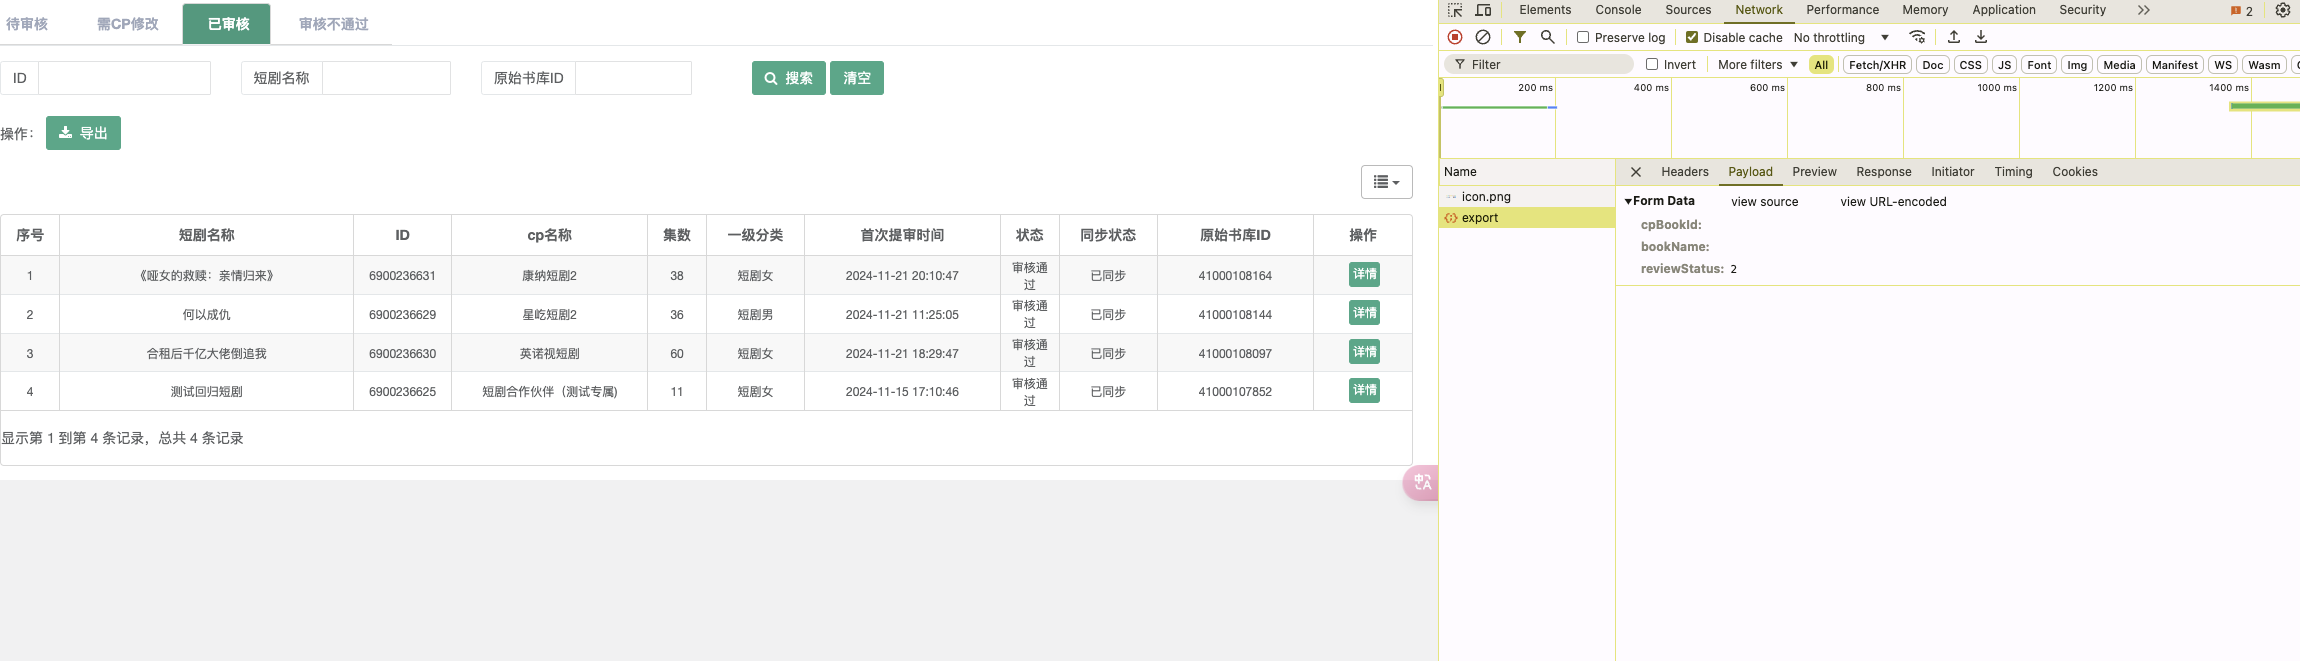 待审核 需CP修改 已审核 审核不通过
ID 短剧名称 原始书库ID 搜索 清空
操作： 导出
序号 短剧名称 ID cp名称 集数 一级分类 首次提审时间 状态 同步状态 原始书库ID 操作
1 《哑女的救赎：亲情归来》 6900236631 康纳短剧2 38 短剧女 2024-11-21 20:10:47 审核通过 已同步 41000108164 详情
2 何以成仇 6900236629 星屹短剧2 36 短剧男 2024-11-21 11:25:05 审核通过 已同步 41000108144 详情
3 合租后千亿大佬倒追我 6900236630 英诺视短剧 60 短剧女 2024-11-21 18:29:47 审核通过 已同步 41000108097 详情
4 测试回归短剧 6900236625 短剧合作伙伴（测试专属) 11 短剧女 2024-11-15 17:10:46 审核通过 已同步 41000107852 详情
显示第 1 到第 4 条记录，总共 4 条记录
Elements Console Sources Network Performance Memory Application Security 2
Preserve log Disable cache No throttling
Filter Invert More filters All Fetch/XHR Doc CSS JS Font Img Media Manifest WS Wasm
200 ms 400 ms 600 ms 800 ms 1000 ms 1200 ms 1400 ms
Name Headers Payload Preview Response Initiator Timing Cookies
icon.png
export
Form Data view source view URL-encoded
cpBookId:
bookName:
reviewStatus: 2